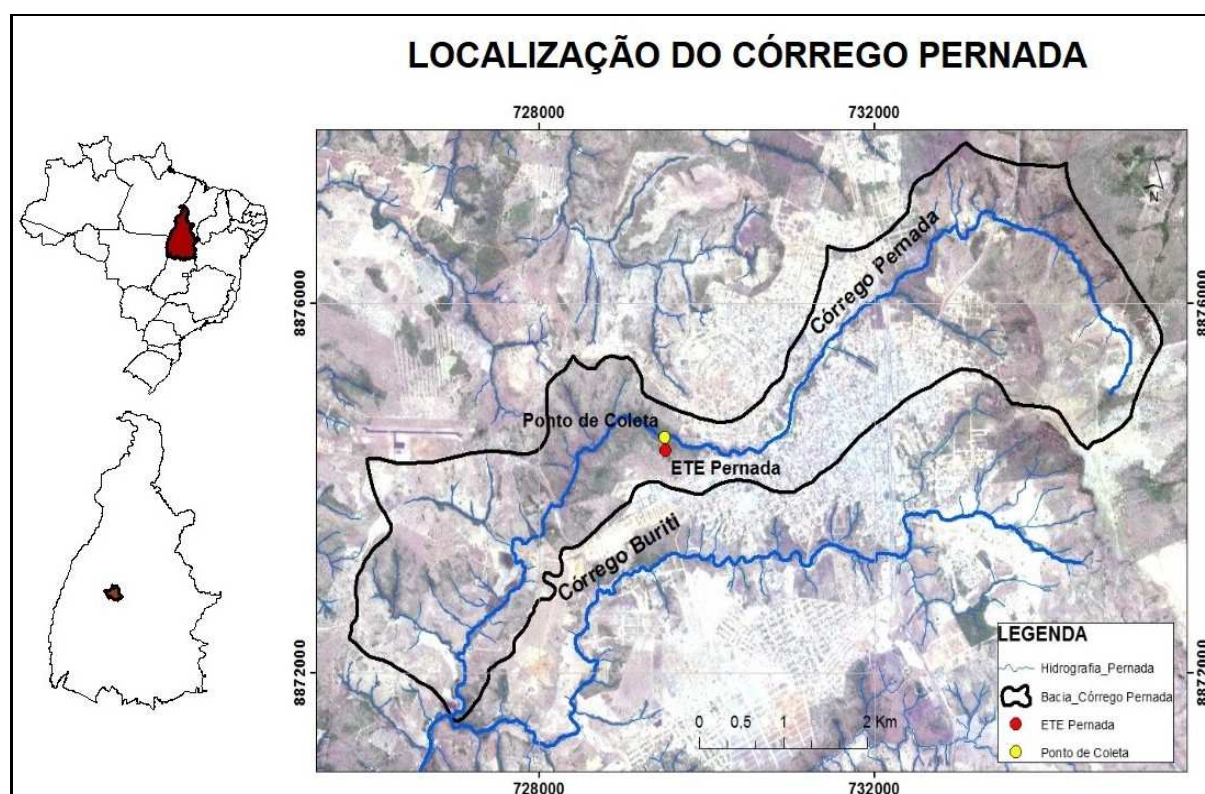 LOCALIZAÇÃO DO CÓRREGO PERNADA
728000
732000
8876000
8876000
Córrego Pernada
Ponto de Coleta
ETE Pernada
Córrego Buriti
8872000
8872000
N
0 0,5 1 2 Km
LEGENDA
Hidrografia_Pernada
Bacia_Córrego Pernada
ETE Pernada
Ponto de Coleta
728000
732000